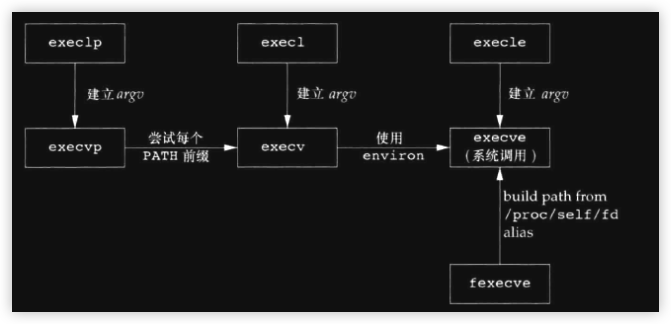 execlp
execl
execle
建立 argv
建立 argv
建立 argv
execvp
尝试每个
PATH 前缀
execv
使用
environ
execve
(系统调用)
build path from
/proc/self/fd
alias
fexecve